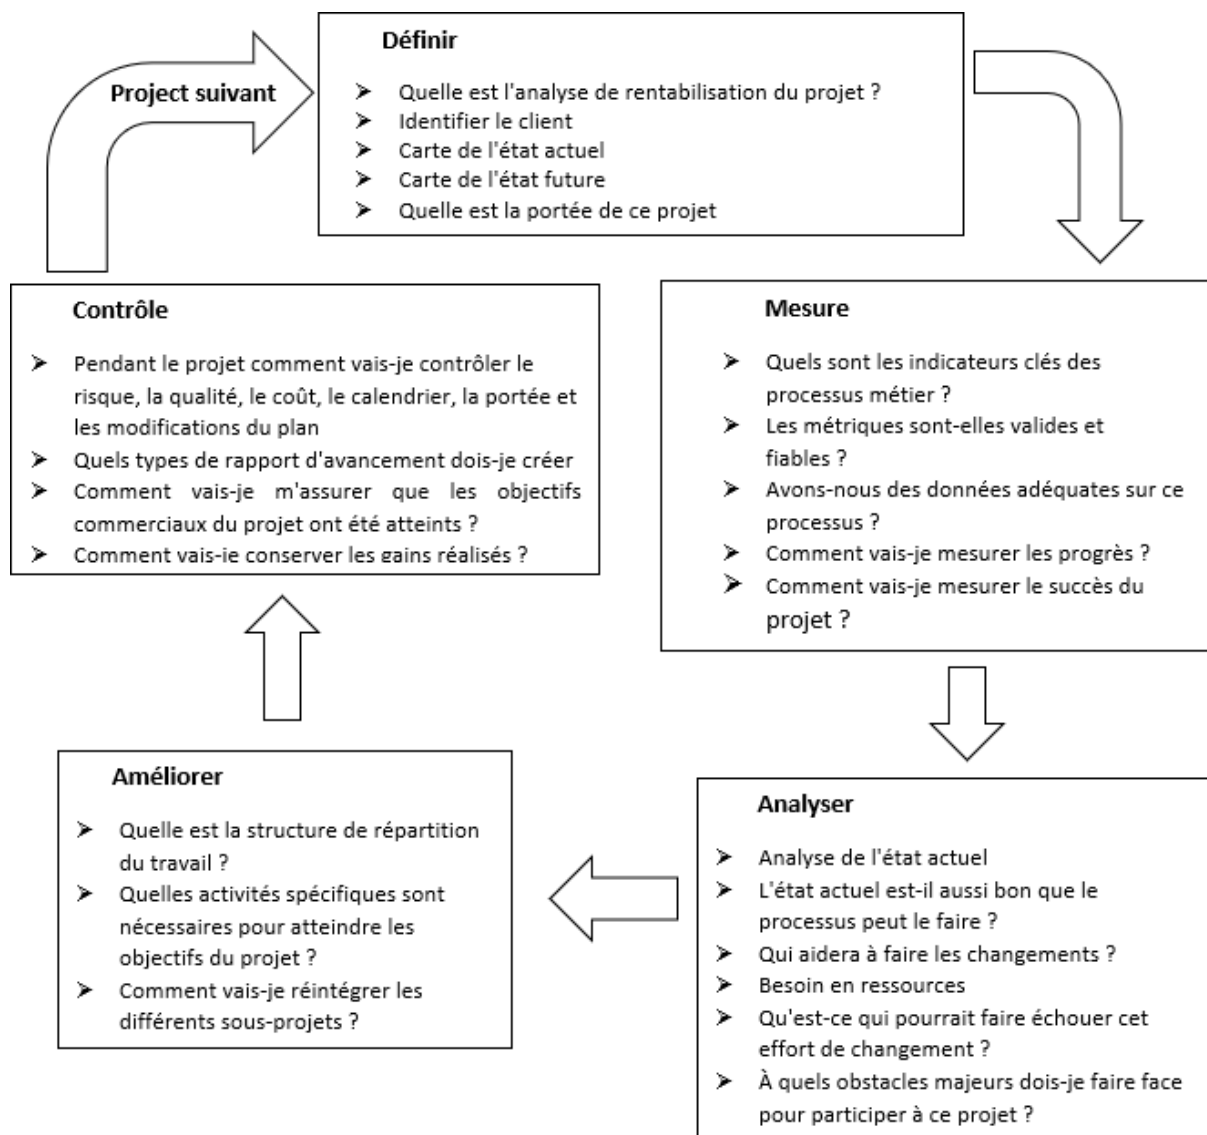 Définir
➤ Quelle est l'analyse de rentabilisation du projet ?
➤ Identifier le client
➤ Carte de l'état actuel
➤ Carte de l'état future
➤ Quelle est la portée de ce projet
Project suivant
Mesure
➤ Quels sont les indicateurs clés des
processus métier ?
➤ Les métriques sont-elles valides et
fiables ?
➤ Avons-nous des données adéquates sur ce
processus ?
➤ Comment vais-je mesurer les progrès ?
➤ Comment vais-je mesurer le succès du
projet ?
Analyser
➤ Analyse de l'état actuel
➤ L'état actuel est-il aussi bon que le
processus peut le faire ?
➤ Qui aidera à faire les changements ?
➤ Besoin en ressources
➤ Qu'est-ce qui pourrait faire échouer cet
effort de changement ?
➤ À quels obstacles majeurs dois-je faire face
pour participer à ce projet ?
Améliorer
➤ Quelle est la structure de répartition
du travail ?
➤ Quelles activités spécifiques sont
nécessaires pour atteindre les
objectifs du projet ?
➤ Comment vais-je réintégrer les
différents sous-projets ?
Contrôle
➤ Pendant le projet comment vais-je contrôler le
risque, la qualité, le coût, le calendrier, la portée et
les modifications du plan
➤ Quels types de rapport d'avancement dois-je créer
➤ Comment vais-je m'assurer que les objectifs
commerciaux du projet ont été atteints ?
➤ Comment vais-je conserver les gains réalisés ?